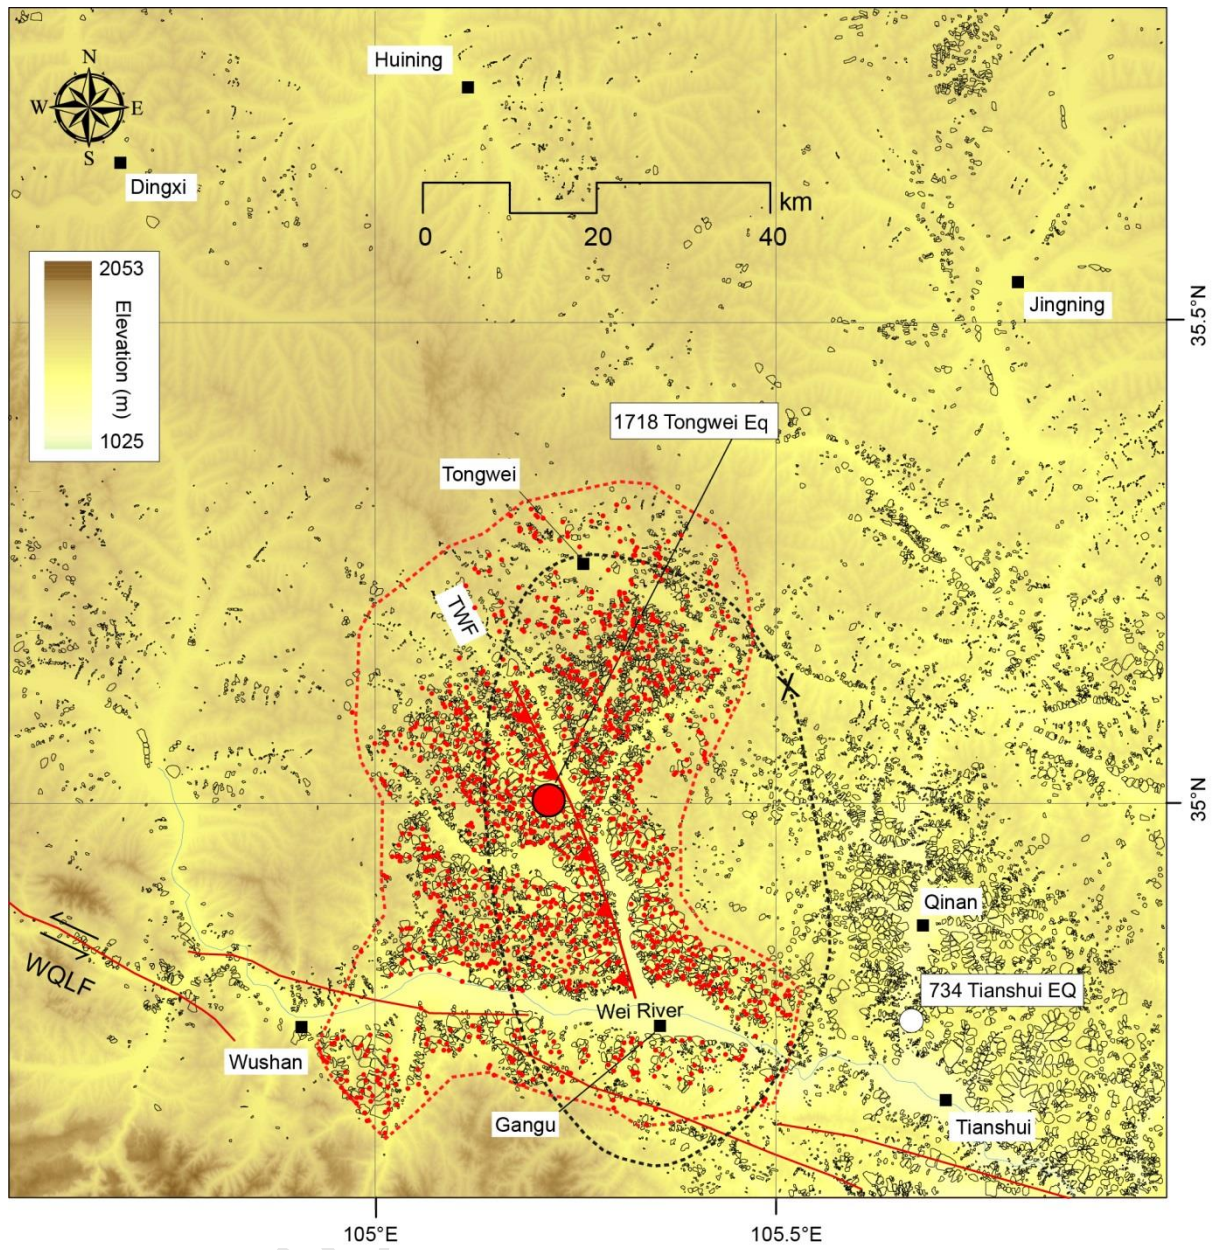 N
W E
S
Huining
Dingxi
km
0 20 40
2053
Elevation (m)
1025
Jingning
35.5°N
1718 Tongwei Eq
Tongwei
TWF
X
35°N
Qinan
734 Tianshui EQ
WQLF
Wei River
Wushan
Gangu
Tianshui
105°E
105.5°E